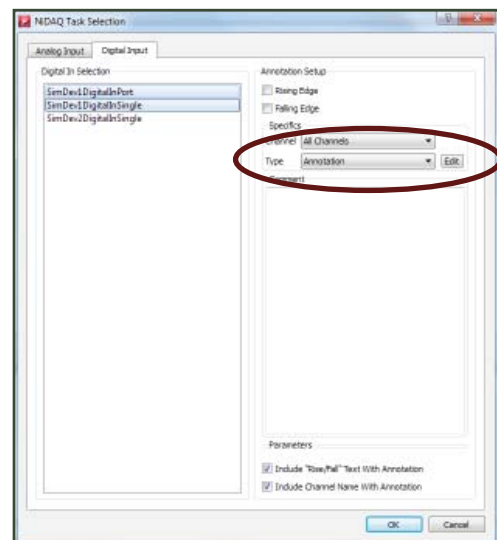 NIDAQ Task Selection
Analog Input
Digital Input
Digital In Selection
SimDev1DigitalInPort
SimDev1DigitalInSingle
SimDev2DigitalInSingle
Annotation Setup
Rising Edge
Falling Edge
Specifics
Channel All Channels
Type Annotation Edit
Comment
Parameters
Include "Rise/Fall" Text With Annotation
Include Channel Name With Annotation
OK Cancel